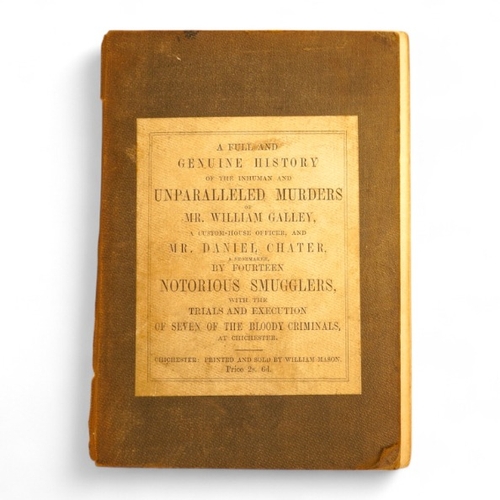 A FULL AND
GENUINE HISTORY
OF THE INHUMAN AND
UNPARALLELED MURDERS
OF
MR. WILLIAM GALLEY,
A CUSTOM-HOUSE OFFICER, AND
MR. DANIEL CHATER,
A SHOEMAKER,
BY FOURTEEN
NOTORIOUS SMUGGLERS,
WITH THE
TRIALS AND EXECUTION
OF SEVEN OF THE BLOODY CRIMINALS,
AT CHICHESTER.
CHICHESTER: PRINTED AND SOLD BY WILLIAM MASON.
Price 2s. 6d.